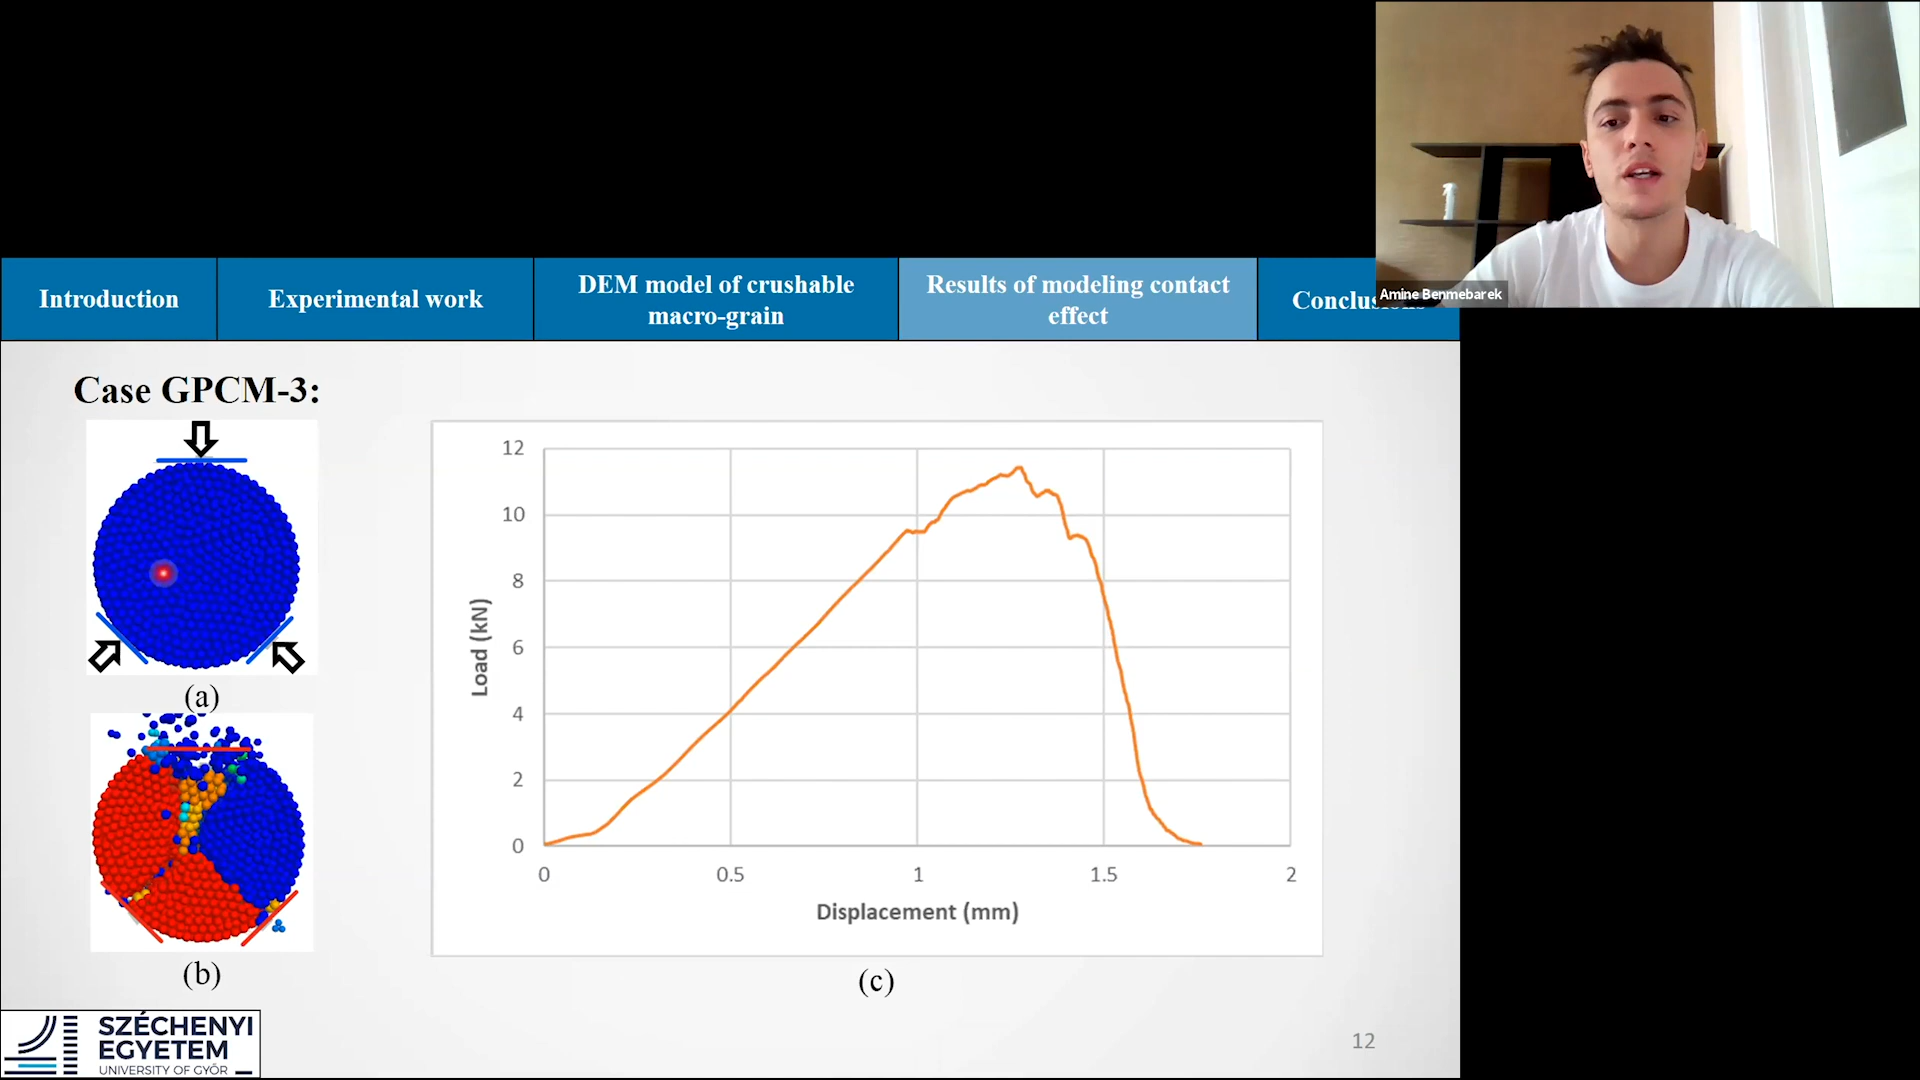 Amine Benmebarek
Introduction
Experimental work
DEM model of crushable
macro-grain
Results of modeling contact
effect
Conclusions
Case GPCM-3:
(a)
(b)
12
10
8
6
4
2
0
Load (kN)
0 0.5 1 1.5 2
Displacement (mm)
(c)
SZÉCHENYI
EGYETEM
UNIVERSITY OF GYŐR
12